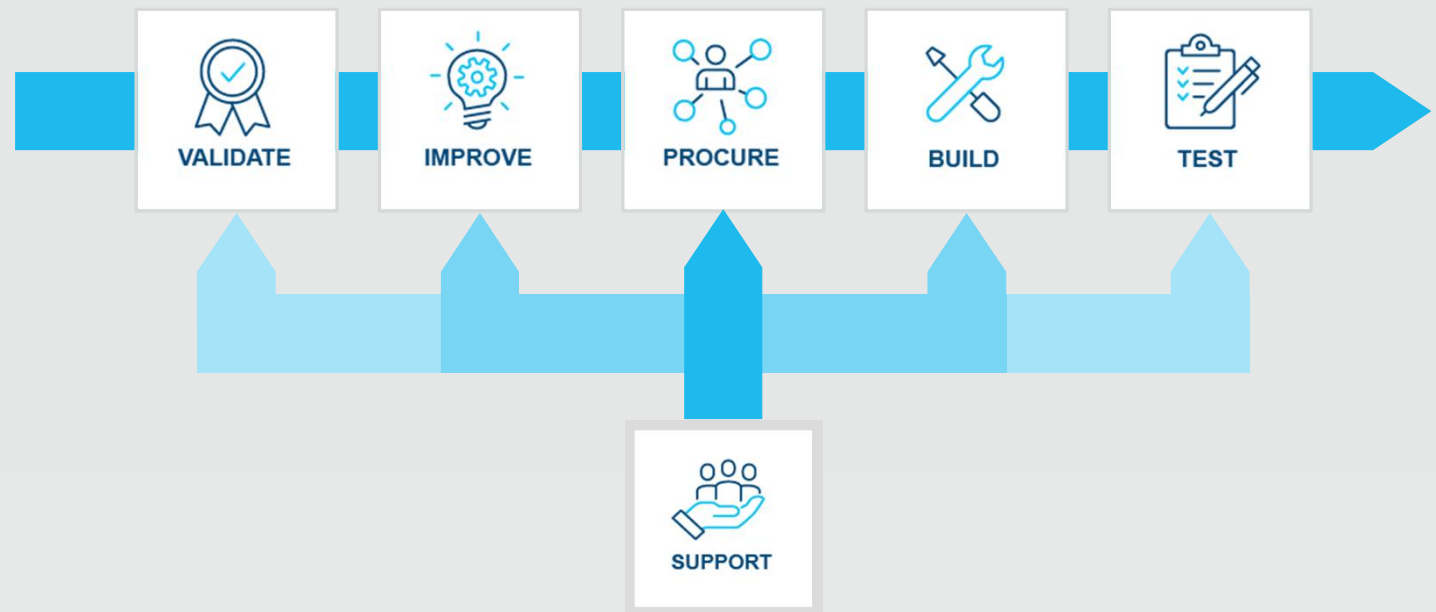 VALIDATE
IMPROVE
PROCURE
BUILD
TEST
SUPPORT